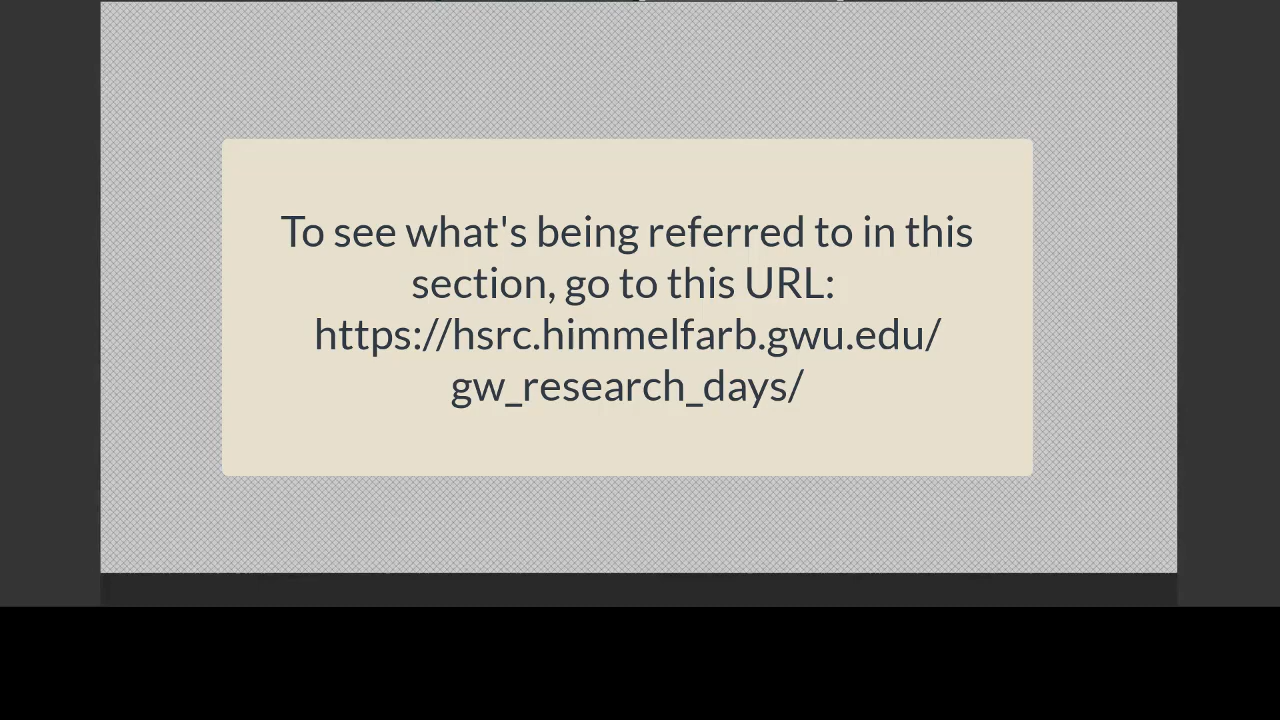 To see what's being referred to in this
section, go to this URL:
https://hsrc.himmelfarb.gwu.edu/
gw_research_days/